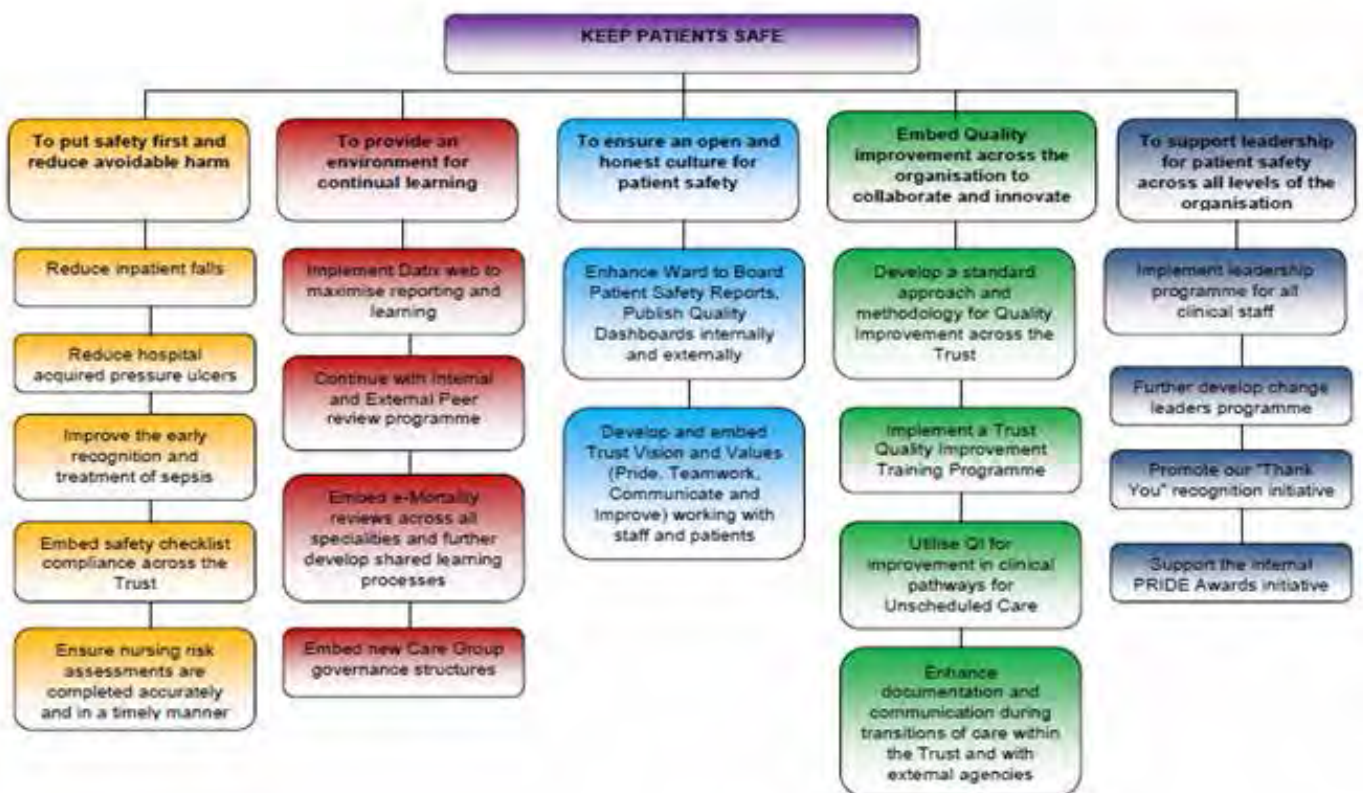 KEEP PATIENTS SAFE
To put safety first and
reduce avoidable harm
Reduce inpatient falls
Reduce hospital
acquired pressure ulcers
Improve the early
recognition and
treatment of sepsis
Embed safety checklist
compliance across the
Trust
Ensure nursing risk
assessments are
completed accurately
and in a timely manner
To provide an
environment for
continual learning
Implement Datix web to
maximise reporting and
learning
Continue with Internal
and External Peer
review programme
Embed e-Mortality
reviews across all
specialities and further
develop shared learning
processes
Embed new Care Group
governance structures
To ensure an open and
honest culture for
patient safety
Enhance Ward to Board
Patient Safety Reports,
Publish Quality
Dashboards internally
and externally
Develop and embed
Trust Vision and Values
(Pride, Teamwork,
Communicate and
Improve) working with
staff and patients
Embed Quality
improvement across the
organisation to
collaborate and innovate
Develop a standard
approach and
methodology for Quality
Improvement across the
Trust
Implement a Trust
Quality Improvement
Training Programme
Utilise QI for
improvement in clinical
pathways for
Unscheduled Care
Enhance
documentation and
communication during
transitions of care within
the Trust and with
external agencies
To support leadership
for patient safety
across all levels of the
organisation
Implement leadership
programme for all
clinical staff
Further develop change
leaders programme
Promote our "Thank
You" recognition initiative
Support the internal
PRIDE Awards initiative